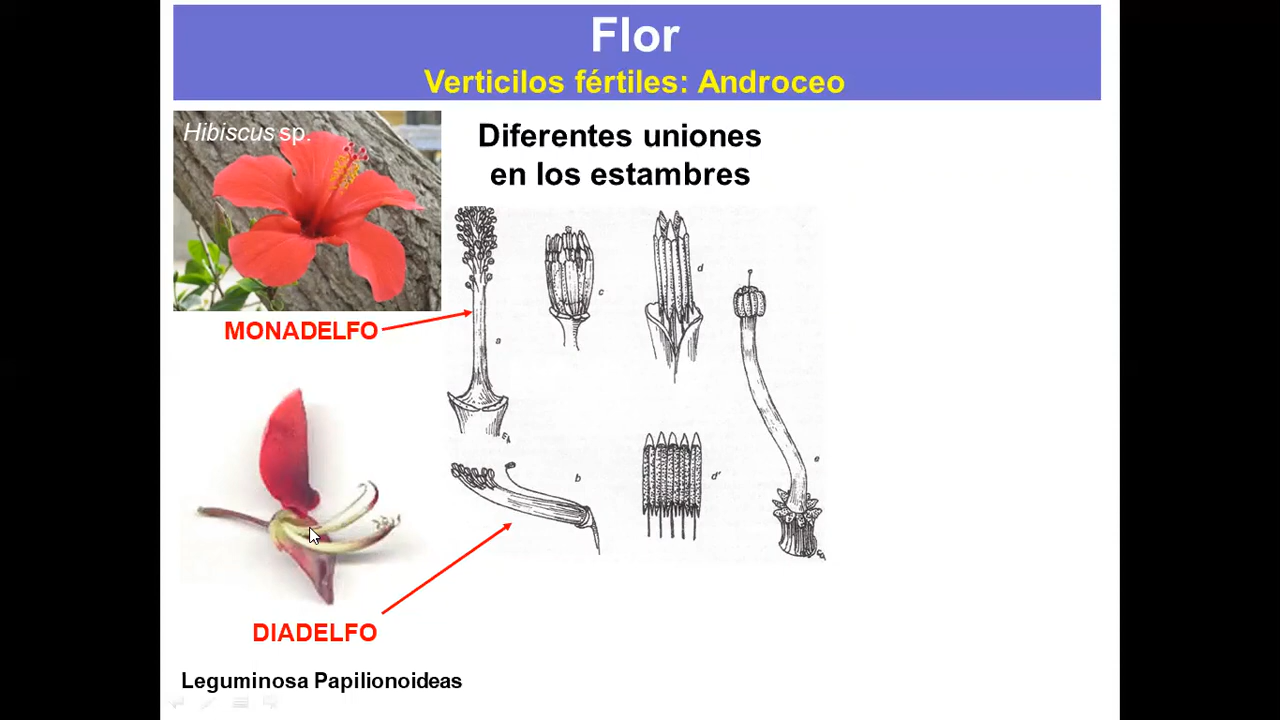 Flor
Verticilos fértiles: Androceo
Hibiscus sp.
Diferentes uniones
en los estambres
MONADELFO
a
c
d
e
b
d'
DIADELFO
Leguminosa Papilionoideas